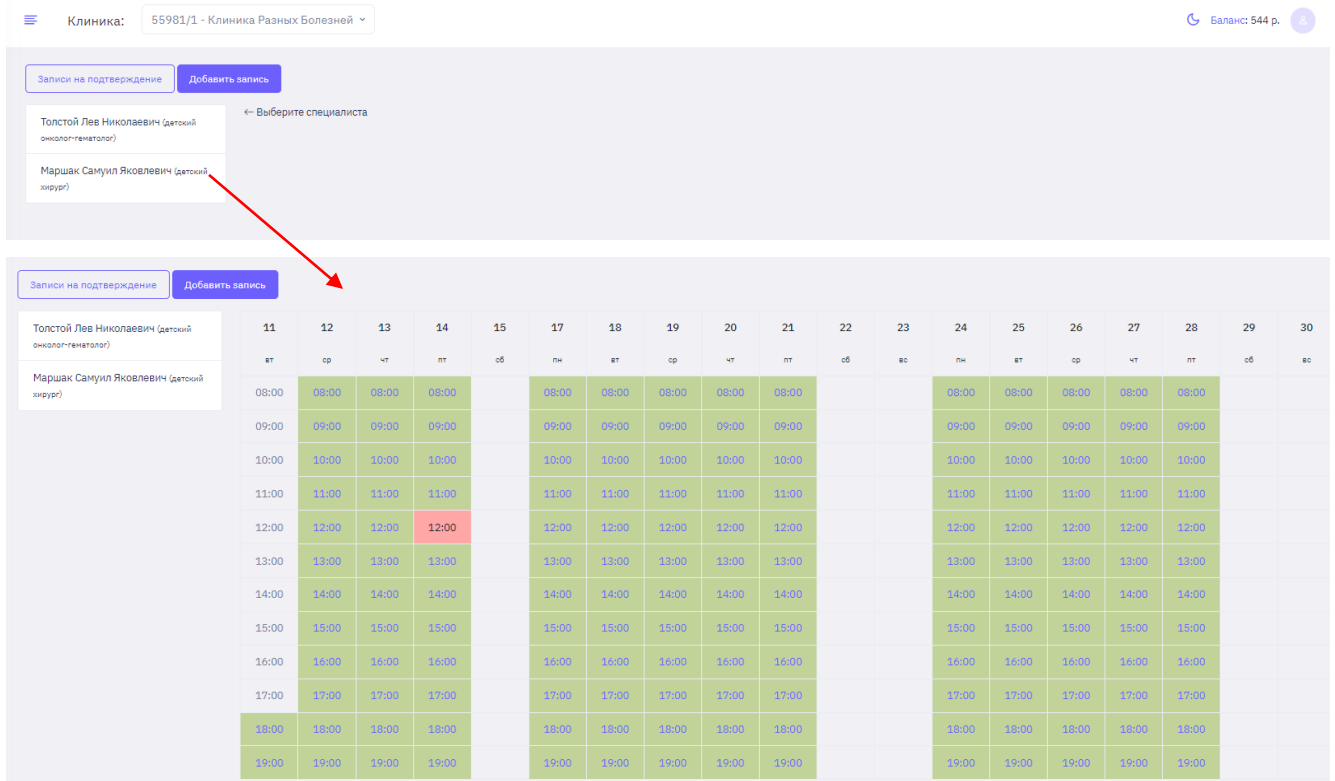 Клиника: 55981/1 - Клиника Разных Болезней Баланс: 544 р.
Записи на подтверждение Добавить запись
Толстой Лев Николаевич (детский
онколог-гематолог)
← Выберите специалиста
Маршак Самуил Яковлевич (детский
хирург)
Записи на подтверждение Добавить запись
Толстой Лев Николаевич (детский
онколог-гематолог)
Маршак Самуил Яковлевич (детский
хирург)
11 12 13 14 15 17 18 19 20 21 22 23 24 25 26 27 28 29 30
вт ср чт пт сб пн вт ср чт пт сб вс пн вт ср чт пт сб вс
08:00 08:00 08:00 08:00 08:00 08:00 08:00 08:00 08:00 08:00 08:00 08:00 08:00 08:00
09:00 09:00 09:00 09:00 09:00 09:00 09:00 09:00 09:00 09:00 09:00 09:00 09:00 09:00
10:00 10:00 10:00 10:00 10:00 10:00 10:00 10:00 10:00 10:00 10:00 10:00 10:00 10:00
11:00 11:00 11:00 11:00 11:00 11:00 11:00 11:00 11:00 11:00 11:00 11:00 11:00 11:00
12:00 12:00 12:00 12:00 12:00 12:00 12:00 12:00 12:00 12:00 12:00 12:00 12:00 12:00
13:00 13:00 13:00 13:00 13:00 13:00 13:00 13:00 13:00 13:00 13:00 13:00 13:00 13:00
14:00 14:00 14:00 14:00 14:00 14:00 14:00 14:00 14:00 14:00 14:00 14:00 14:00 14:00
15:00 15:00 15:00 15:00 15:00 15:00 15:00 15:00 15:00 15:00 15:00 15:00 15:00 15:00
16:00 16:00 16:00 16:00 16:00 16:00 16:00 16:00 16:00 16:00 16:00 16:00 16:00 16:00
17:00 17:00 17:00 17:00 17:00 17:00 17:00 17:00 17:00 17:00 17:00 17:00 17:00 17:00
18:00 18:00 18:00 18:00 18:00 18:00 18:00 18:00 18:00 18:00 18:00 18:00 18:00 18:00
19:00 19:00 19:00 19:00 19:00 19:00 19:00 19:00 19:00 19:00 19:00 19:00 19:00 19:00